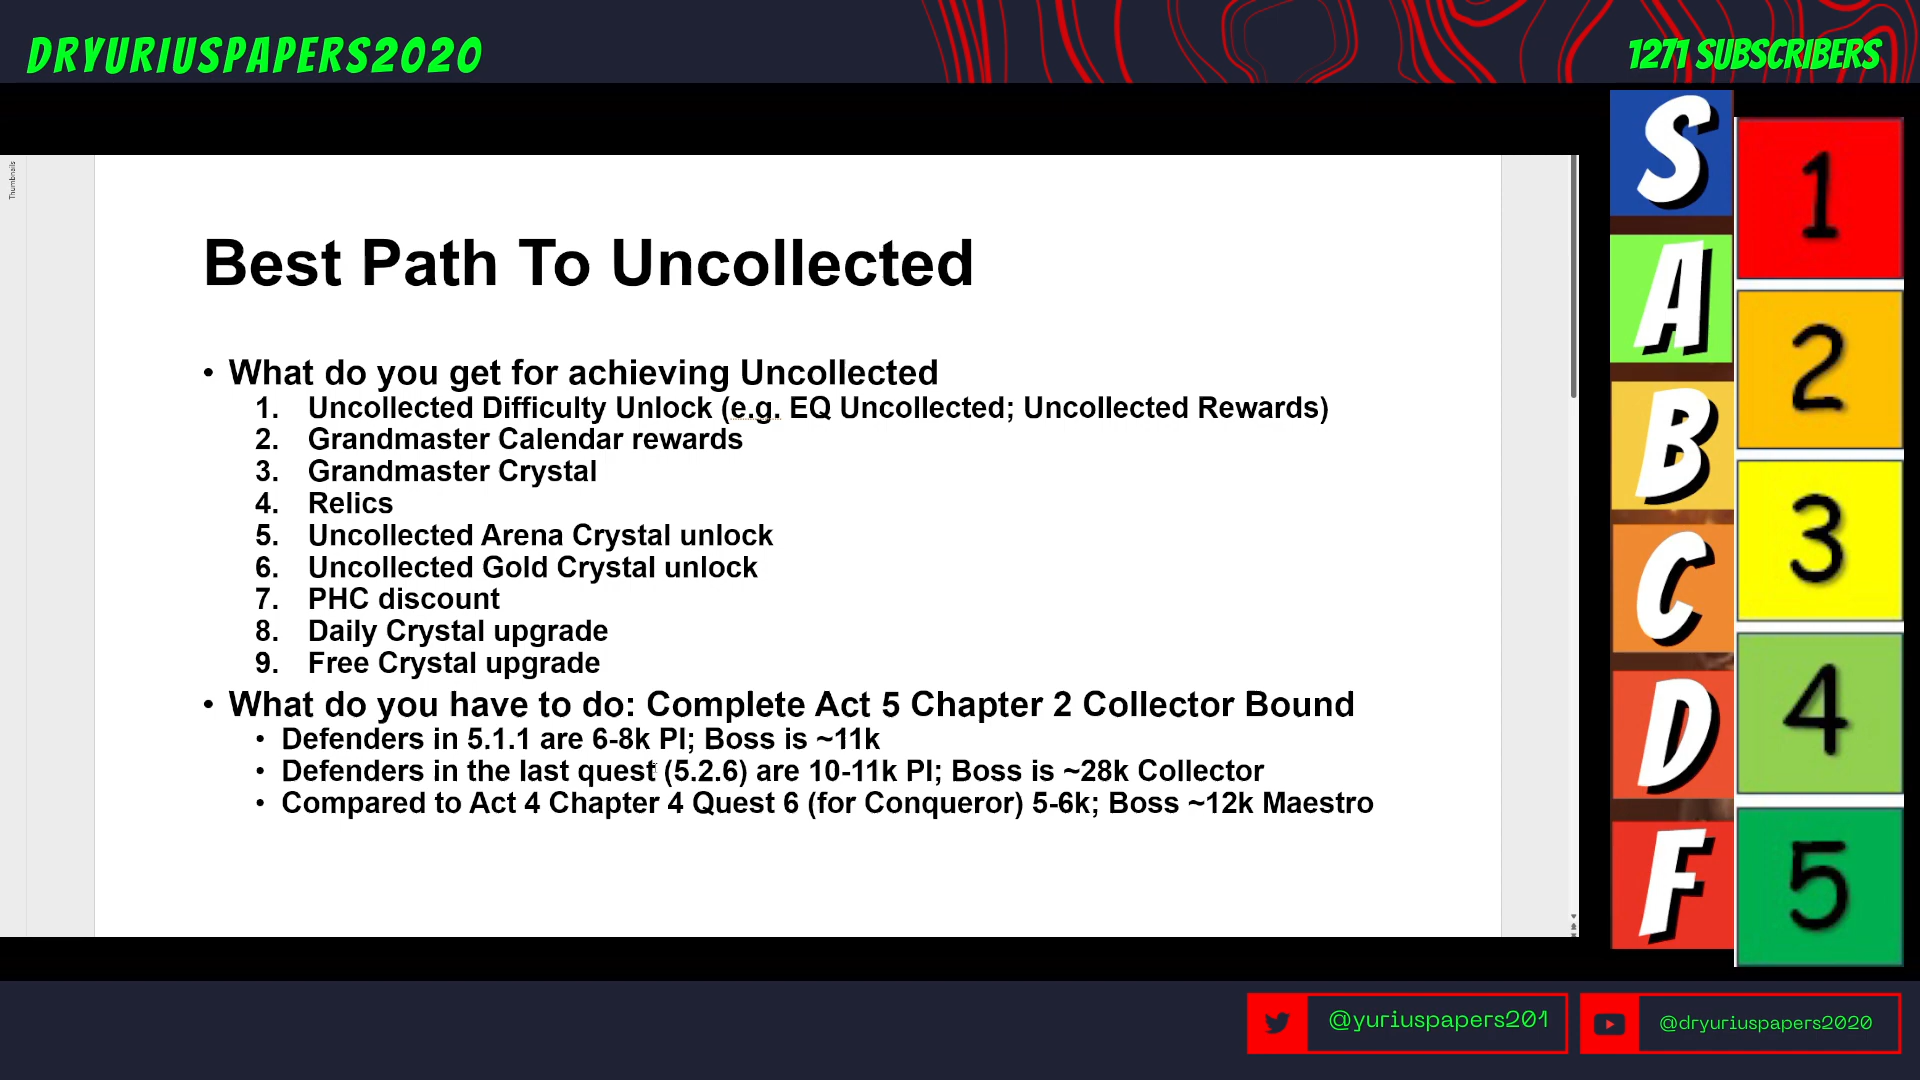 DRYURIUSPAPERS2020
1271 SUBSCRIBERS
Thumbnails
Best Path To Uncollected
• What do you get for achieving Uncollected
1. Uncollected Difficulty Unlock (e.g. EQ Uncollected; Uncollected Rewards)
2. Grandmaster Calendar rewards
3. Grandmaster Crystal
4. Relics
5. Uncollected Arena Crystal unlock
6. Uncollected Gold Crystal unlock
7. PHC discount
8. Daily Crystal upgrade
9. Free Crystal upgrade
• What do you have to do: Complete Act 5 Chapter 2 Collector Bound
• Defenders in 5.1.1 are 6-8k PI; Boss is ~11k
• Defenders in the last quest (5.2.6) are 10-11k PI; Boss is ~28k Collector
• Compared to Act 4 Chapter 4 Quest 6 (for Conqueror) 5-6k; Boss ~12k Maestro
S
A
B
C
D
F
1
2
3
4
5
@yuriuspapers201
@dryuriuspapers2020